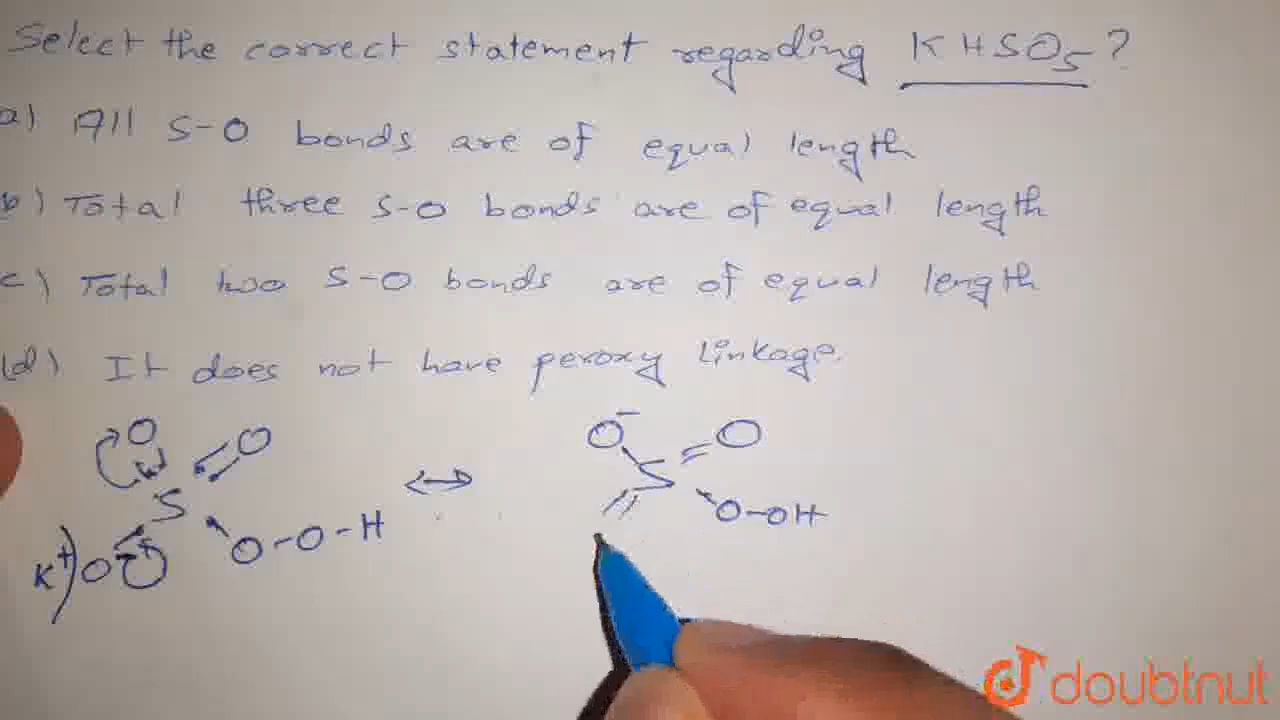 Select the correct statement regarding KHSO5?
a) All S-O bonds are of equal length
b) Total three S-O bonds are of equal length
c) Total two S-O bonds are of equal length
(d) It does not have peroxy linkage.
O O O- O
S ↔ S
K+ O O-O-H O-OH
doubtnut